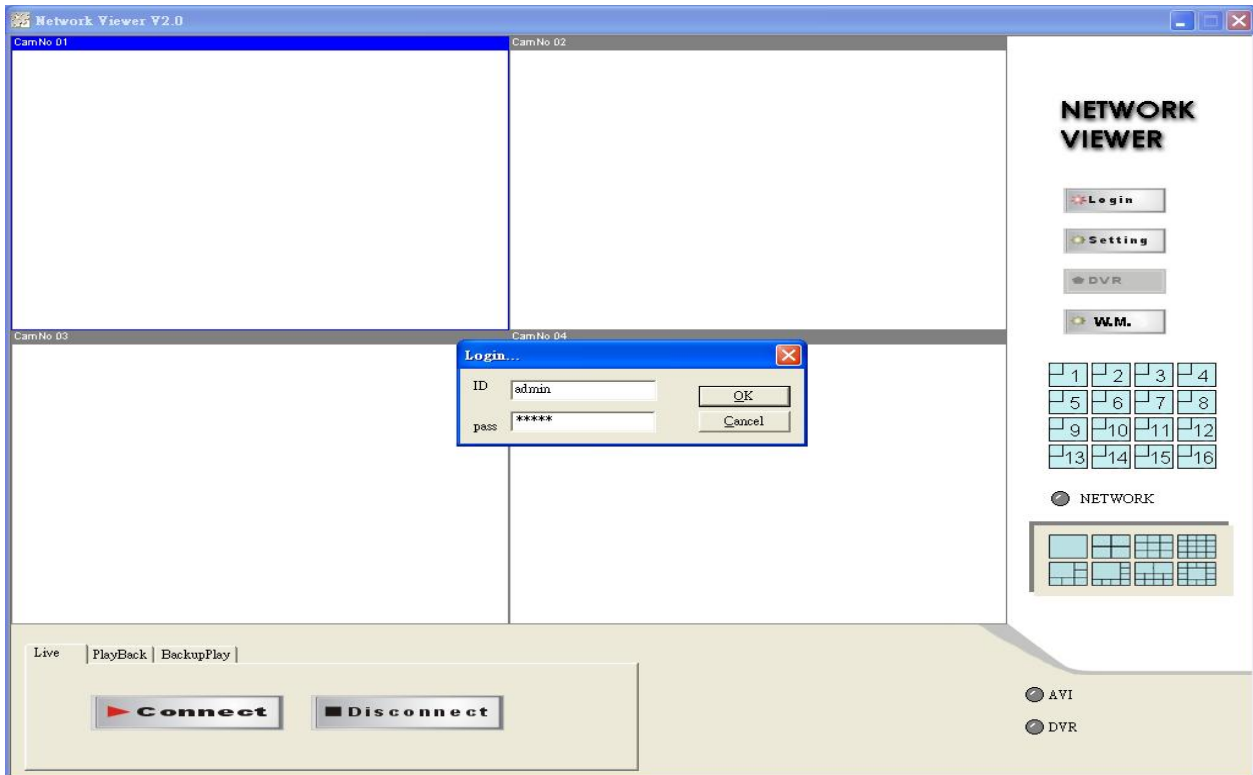 Network Viewer V2.0
CamNo 01
CamNo 02
NETWORK
VIEWER
Login
Setting
DVR
W.M.
CamNo 03
CamNo 04
Login...
ID
admin
OK
pass
*****
Cancel
1 2 3 4
5 6 7 8
9 10 11 12
13 14 15 16
NETWORK
Live
PlayBack
BackupPlay
Connect
Disconnect
AVI
DVR